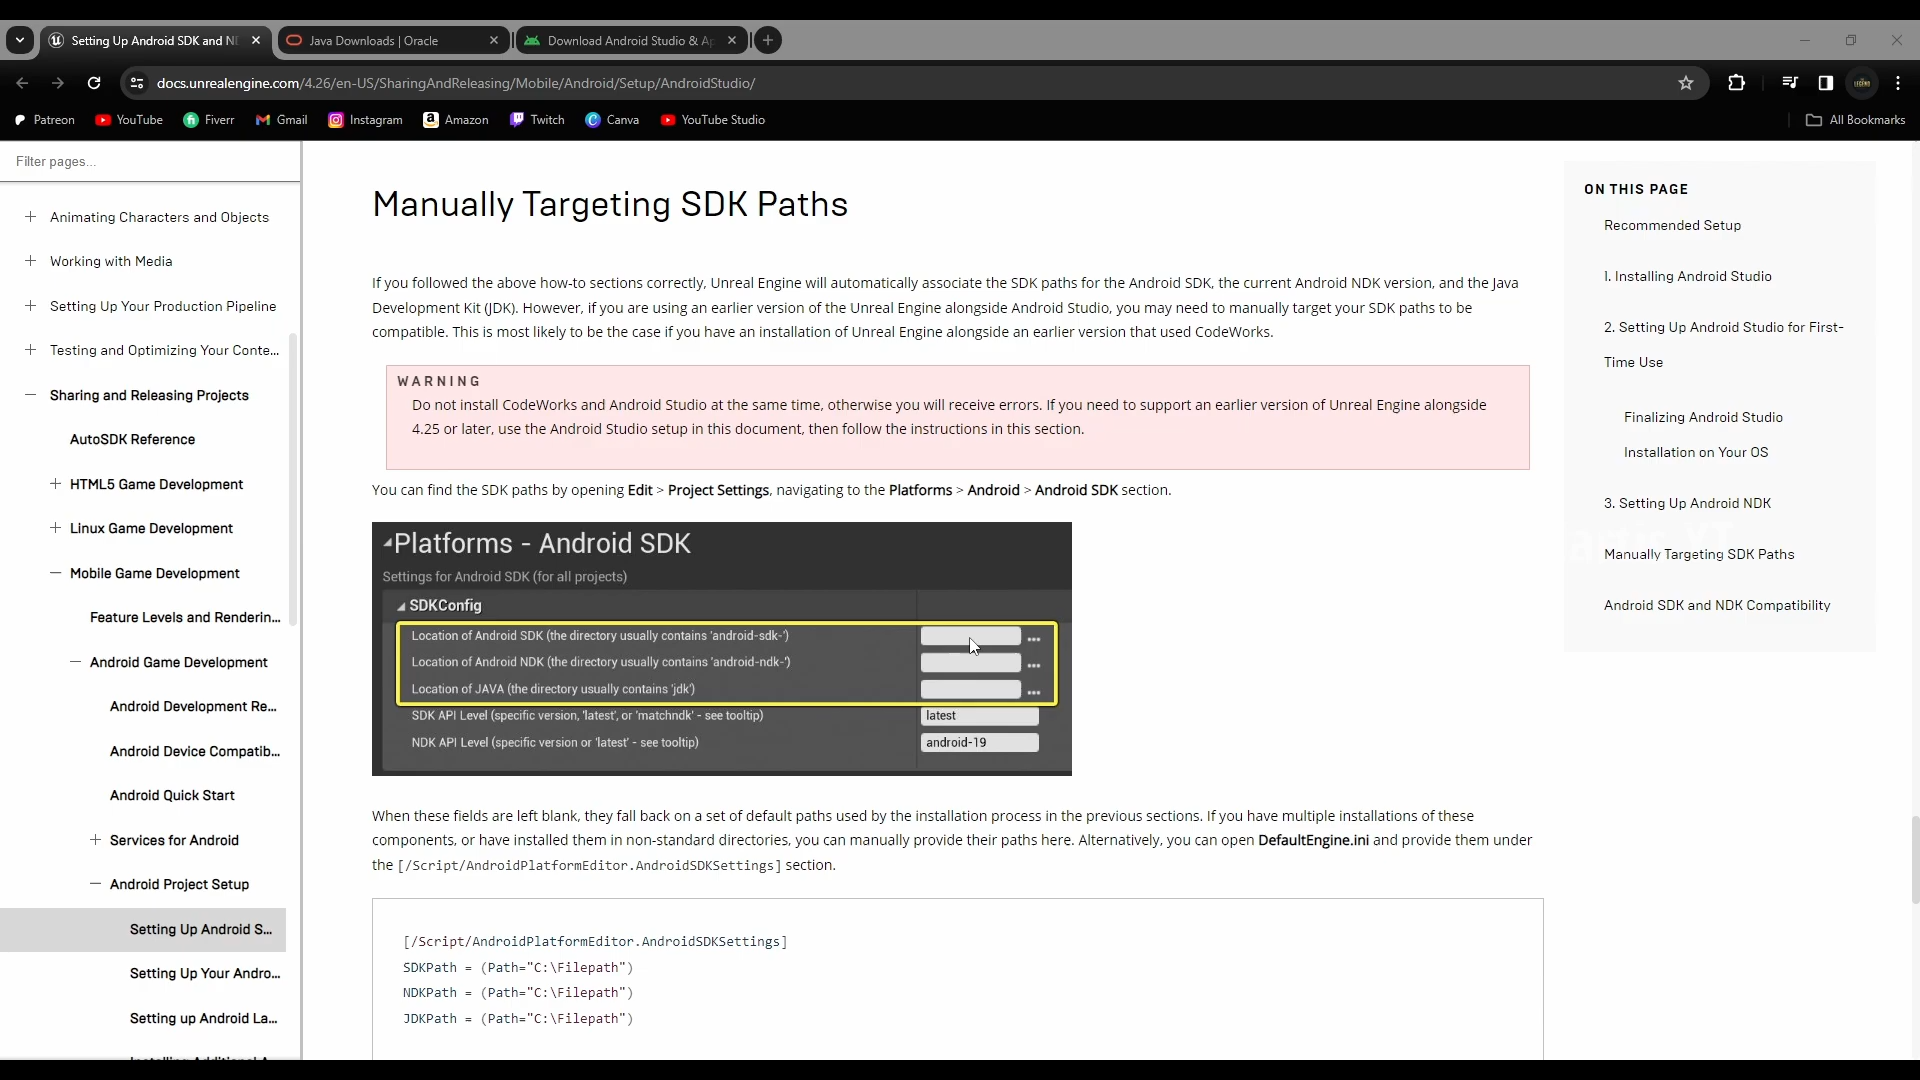 Setting Up Android SDK and N
Java Downloads | Oracle
Download Android Studio & Ap
docs.unrealengine.com/4.26/en-US/SharingAndReleasing/Mobile/Android/Setup/AndroidStudio/
Patreon
YouTube
Fiverr
Gmail
Instagram
Amazon
Twitch
Canva
YouTube Studio
All Bookmarks
Filter pages...
Animating Characters and Objects
Working with Media
Setting Up Your Production Pipeline
Testing and Optimizing Your Conte...
Sharing and Releasing Projects
AutoSDK Reference
HTML5 Game Development
Linux Game Development
Mobile Game Development
Feature Levels and Renderin...
Android Game Development
Android Development Re...
Android Device Compatib...
Android Quick Start
Services for Android
Android Project Setup
Setting Up Android S...
Setting Up Your Andro...
Setting up Android La...
Manually Targeting SDK Paths
If you followed the above how-to sections correctly, Unreal Engine will automatically associate the SDK paths for the Android SDK, the current Android NDK version, and the Java
Development Kit (JDK). However, if you are using an earlier version of the Unreal Engine alongside Android Studio, you may need to manually target your SDK paths to be
compatible. This is most likely to be the case if you have an installation of Unreal Engine alongside an earlier version that used CodeWorks.
WARNING
Do not install CodeWorks and Android Studio at the same time, otherwise you will receive errors. If you need to support an earlier version of Unreal Engine alongside
4.25 or later, use the Android Studio setup in this document, then follow the instructions in this section.
You can find the SDK paths by opening Edit > Project Settings, navigating to the Platforms > Android > Android SDK section.
Platforms - Android SDK
Settings for Android SDK (for all projects)
SDKConfig
Location of Android SDK (the directory usually contains 'android-sdk-')
Location of Android NDK (the directory usually contains 'android-ndk-')
Location of JAVA (the directory usually contains 'jdk')
SDK API Level (specific version, 'latest', or 'matchndk' - see tooltip)
latest
NDK API Level (specific version or 'latest' - see tooltip)
android-19
When these fields are left blank, they fall back on a set of default paths used by the installation process in the previous sections. If you have multiple installations of these
components, or have installed them in non-standard directories, you can manually provide their paths here. Alternatively, you can open DefaultEngine.ini and provide them under
the [/Script/AndroidPlatformEditor.AndroidSDKSettings] section.
[/Script/AndroidPlatformEditor.AndroidSDKSettings]
SDKPath = (Path="C:\Filepath")
NDKPath = (Path="C:\Filepath")
JDKPath = (Path="C:\Filepath")
ON THIS PAGE
Recommended Setup
1. Installing Android Studio
2. Setting Up Android Studio for First-
Time Use
Finalizing Android Studio
Installation on Your OS
3. Setting Up Android NDK
Manually Targeting SDK Paths
Android SDK and NDK Compatibility